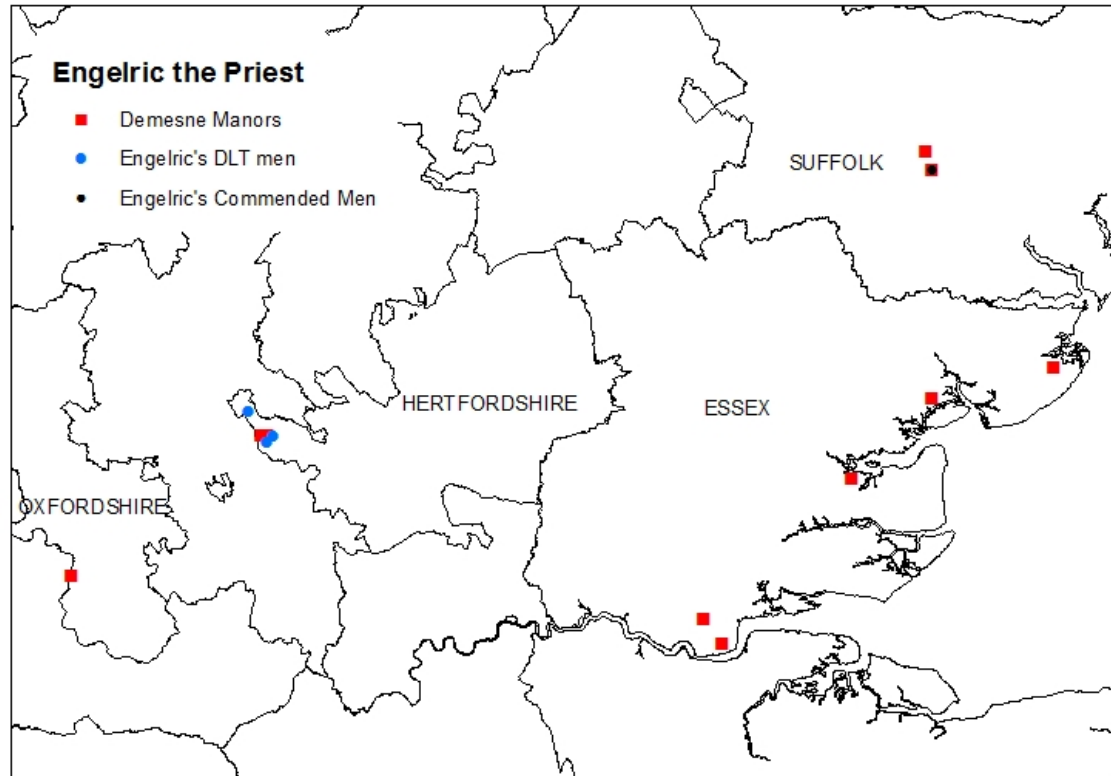 Engelric the Priest
Demesne Manors
Engelric's DLT men
Engelric's Commended Men
SUFFOLK
HERTFORDSHIRE
ESSEX
OXFORDSHIRE